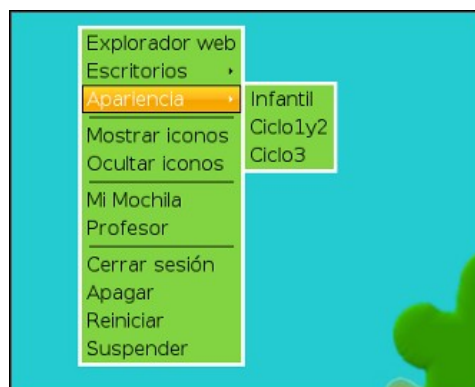 Explorador web
Escritorios
Apariencia
Mostrar iconos
Ocultar iconos
Mi Mochila
Profesor
Cerrar sesión
Apagar
Reiniciar
Suspender
Infantil
Ciclo1y2
Ciclo3